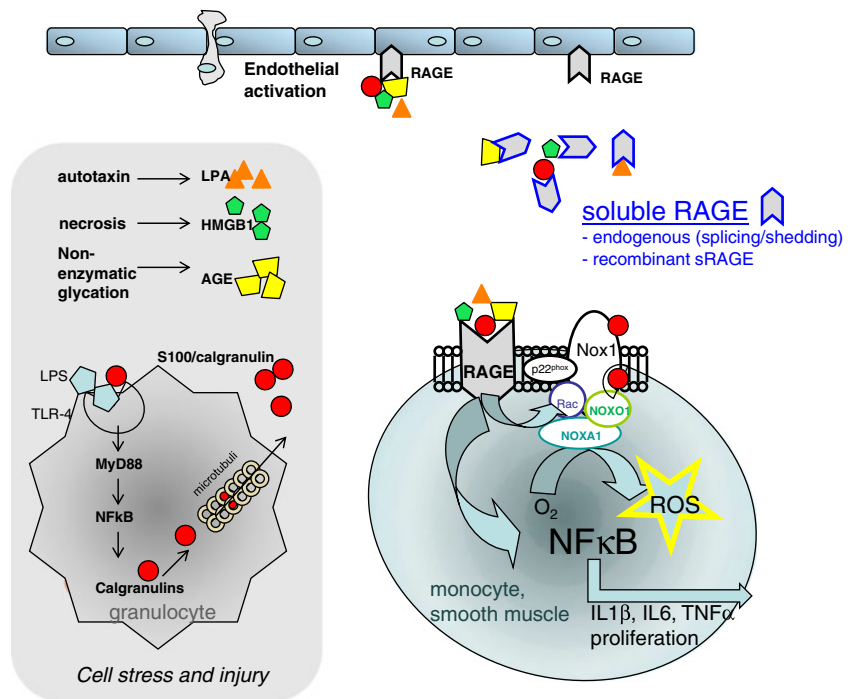 Endothelial
activation
RAGE
RAGE
autotaxin
LPA
necrosis
HMGB1
Non-
enzymatic
glycation
AGE
soluble RAGE
- endogenous (splicing/shedding)
- recombinant sRAGE
S100/calgranulin
LPS
TLR-4
MyD88
NFkB
microtubuli
Calgranulins
granulocyte
Cell stress and injury
RAGE
p22phox
Nox1
Rac
NOXO1
NOXA1
O2
ROS
NFκB
monocyte,
smooth muscle
IL1β, IL6, TNFα
proliferation